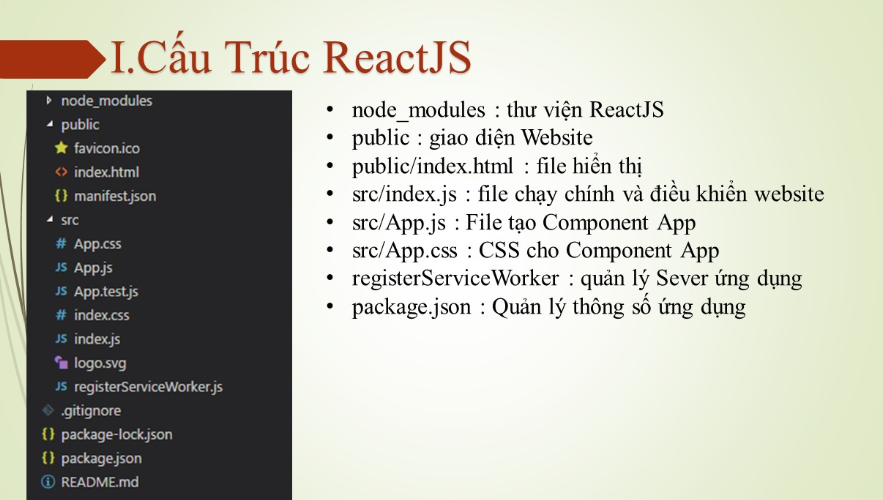 I.Cấu Trúc ReactJS
node_modules
public
favicon.ico
<> index.html
{} manifest.json
src
# App.css
JS App.js
JS App.test.js
# index.css
JS index.js
logo.svg
JS registerServiceWorker.js
.gitignore
{} package-lock.json
{} package.json
README.md
• node_modules : thư viện ReactJS
• public : giao diện Website
• public/index.html : file hiển thị
• src/index.js : file chạy chính và điều khiển website
• src/App.js : File tạo Component App
• src/App.css : CSS cho Component App
• registerServiceWorker : quản lý Sever ứng dụng
• package.json : Quản lý thông số ứng dụng